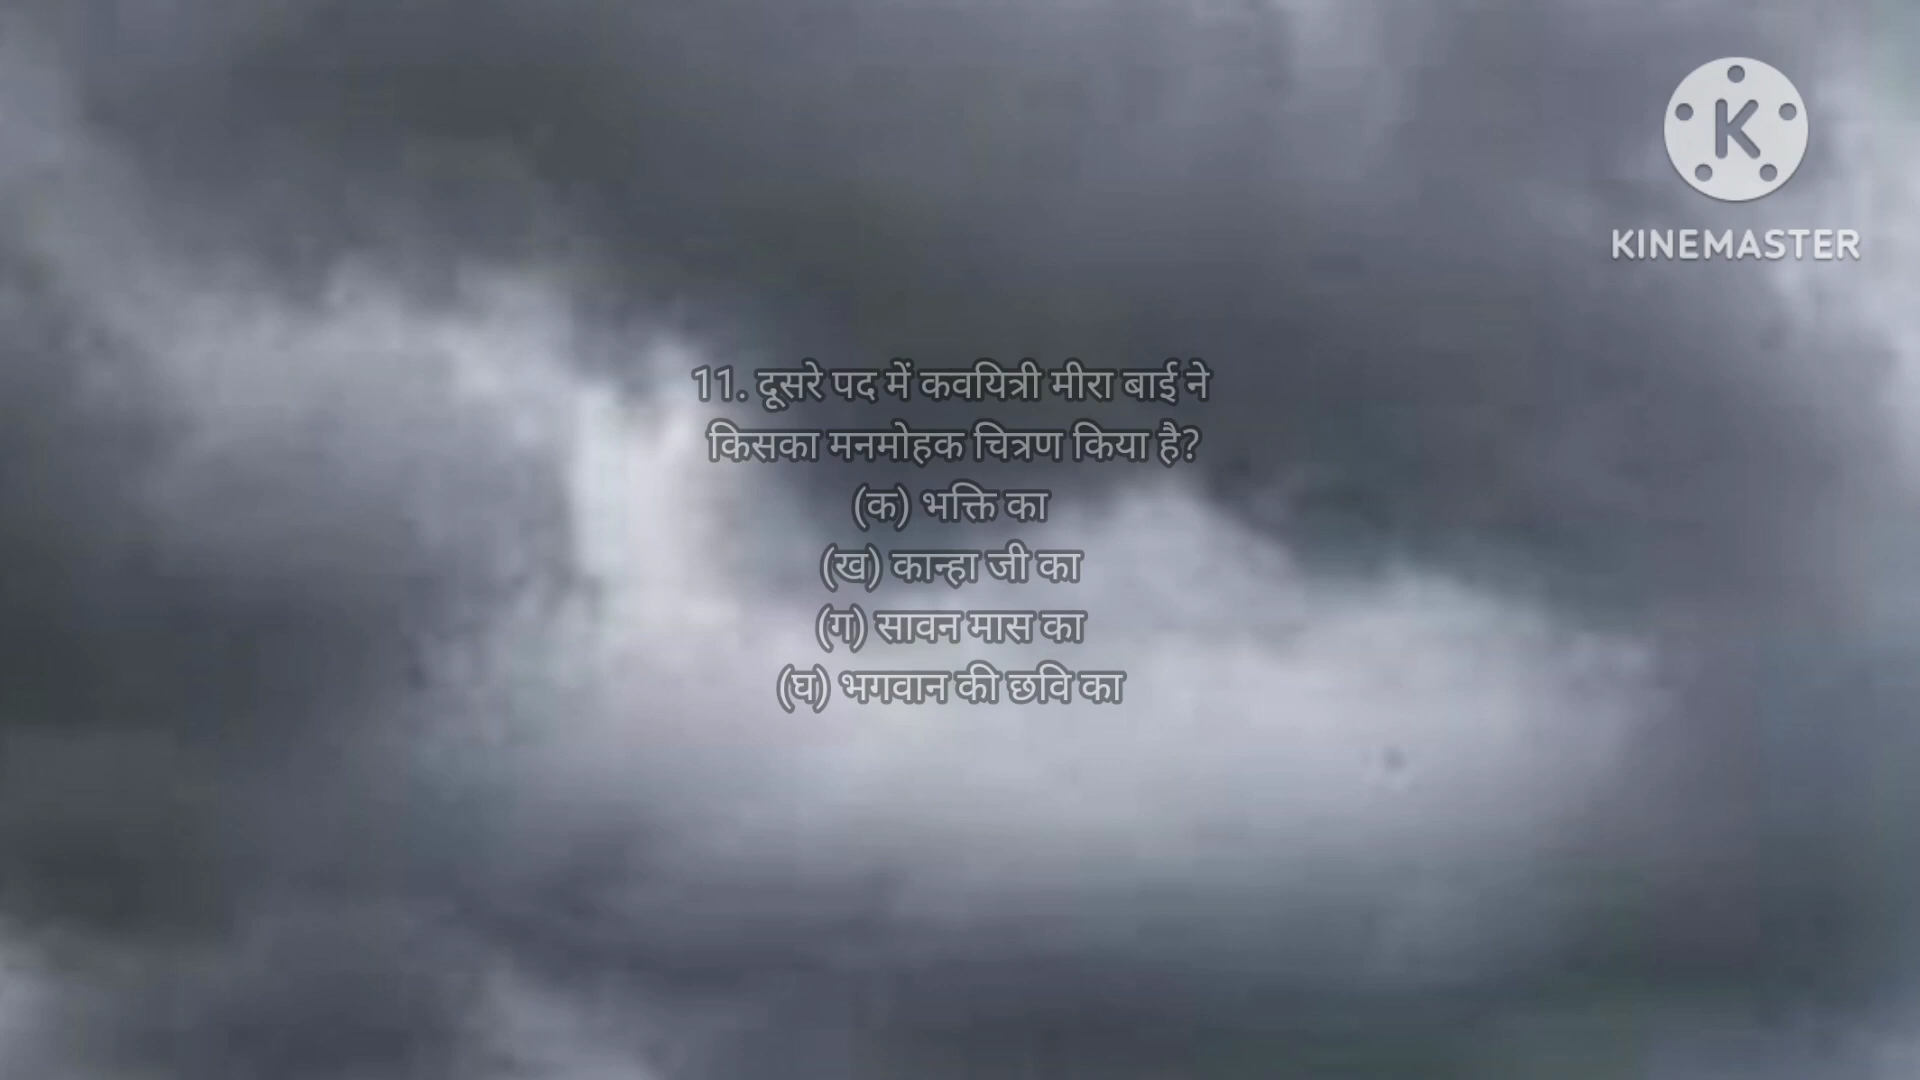 KINEMASTER
11. दूसरे पद में कवयित्री मीरा बाई ने
किसका मनमोहक चित्रण किया है?
(क) भक्ति का
(ख) कान्हा जी का
(ग) सावन मास का
(घ) भगवान की छवि का